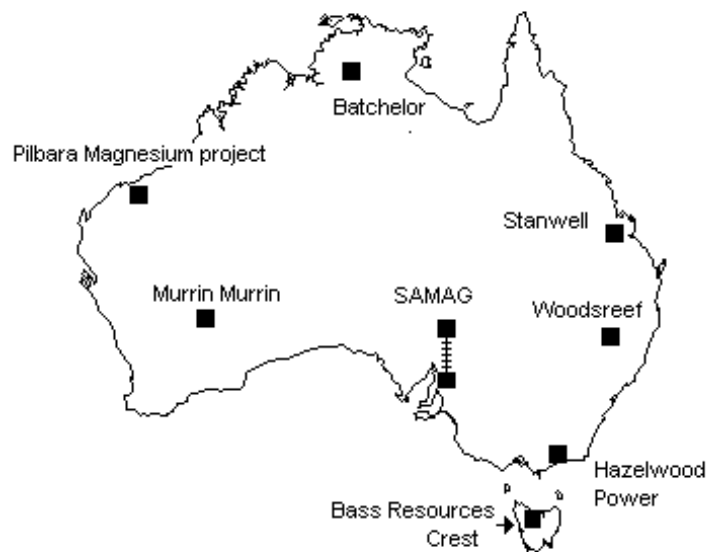 Batchelor
Pilbara Magnesium project
Stanwell
Murrin Murrin
SAMAG
Woodsreef
Hazelwood
Power
Bass Resources
Crest